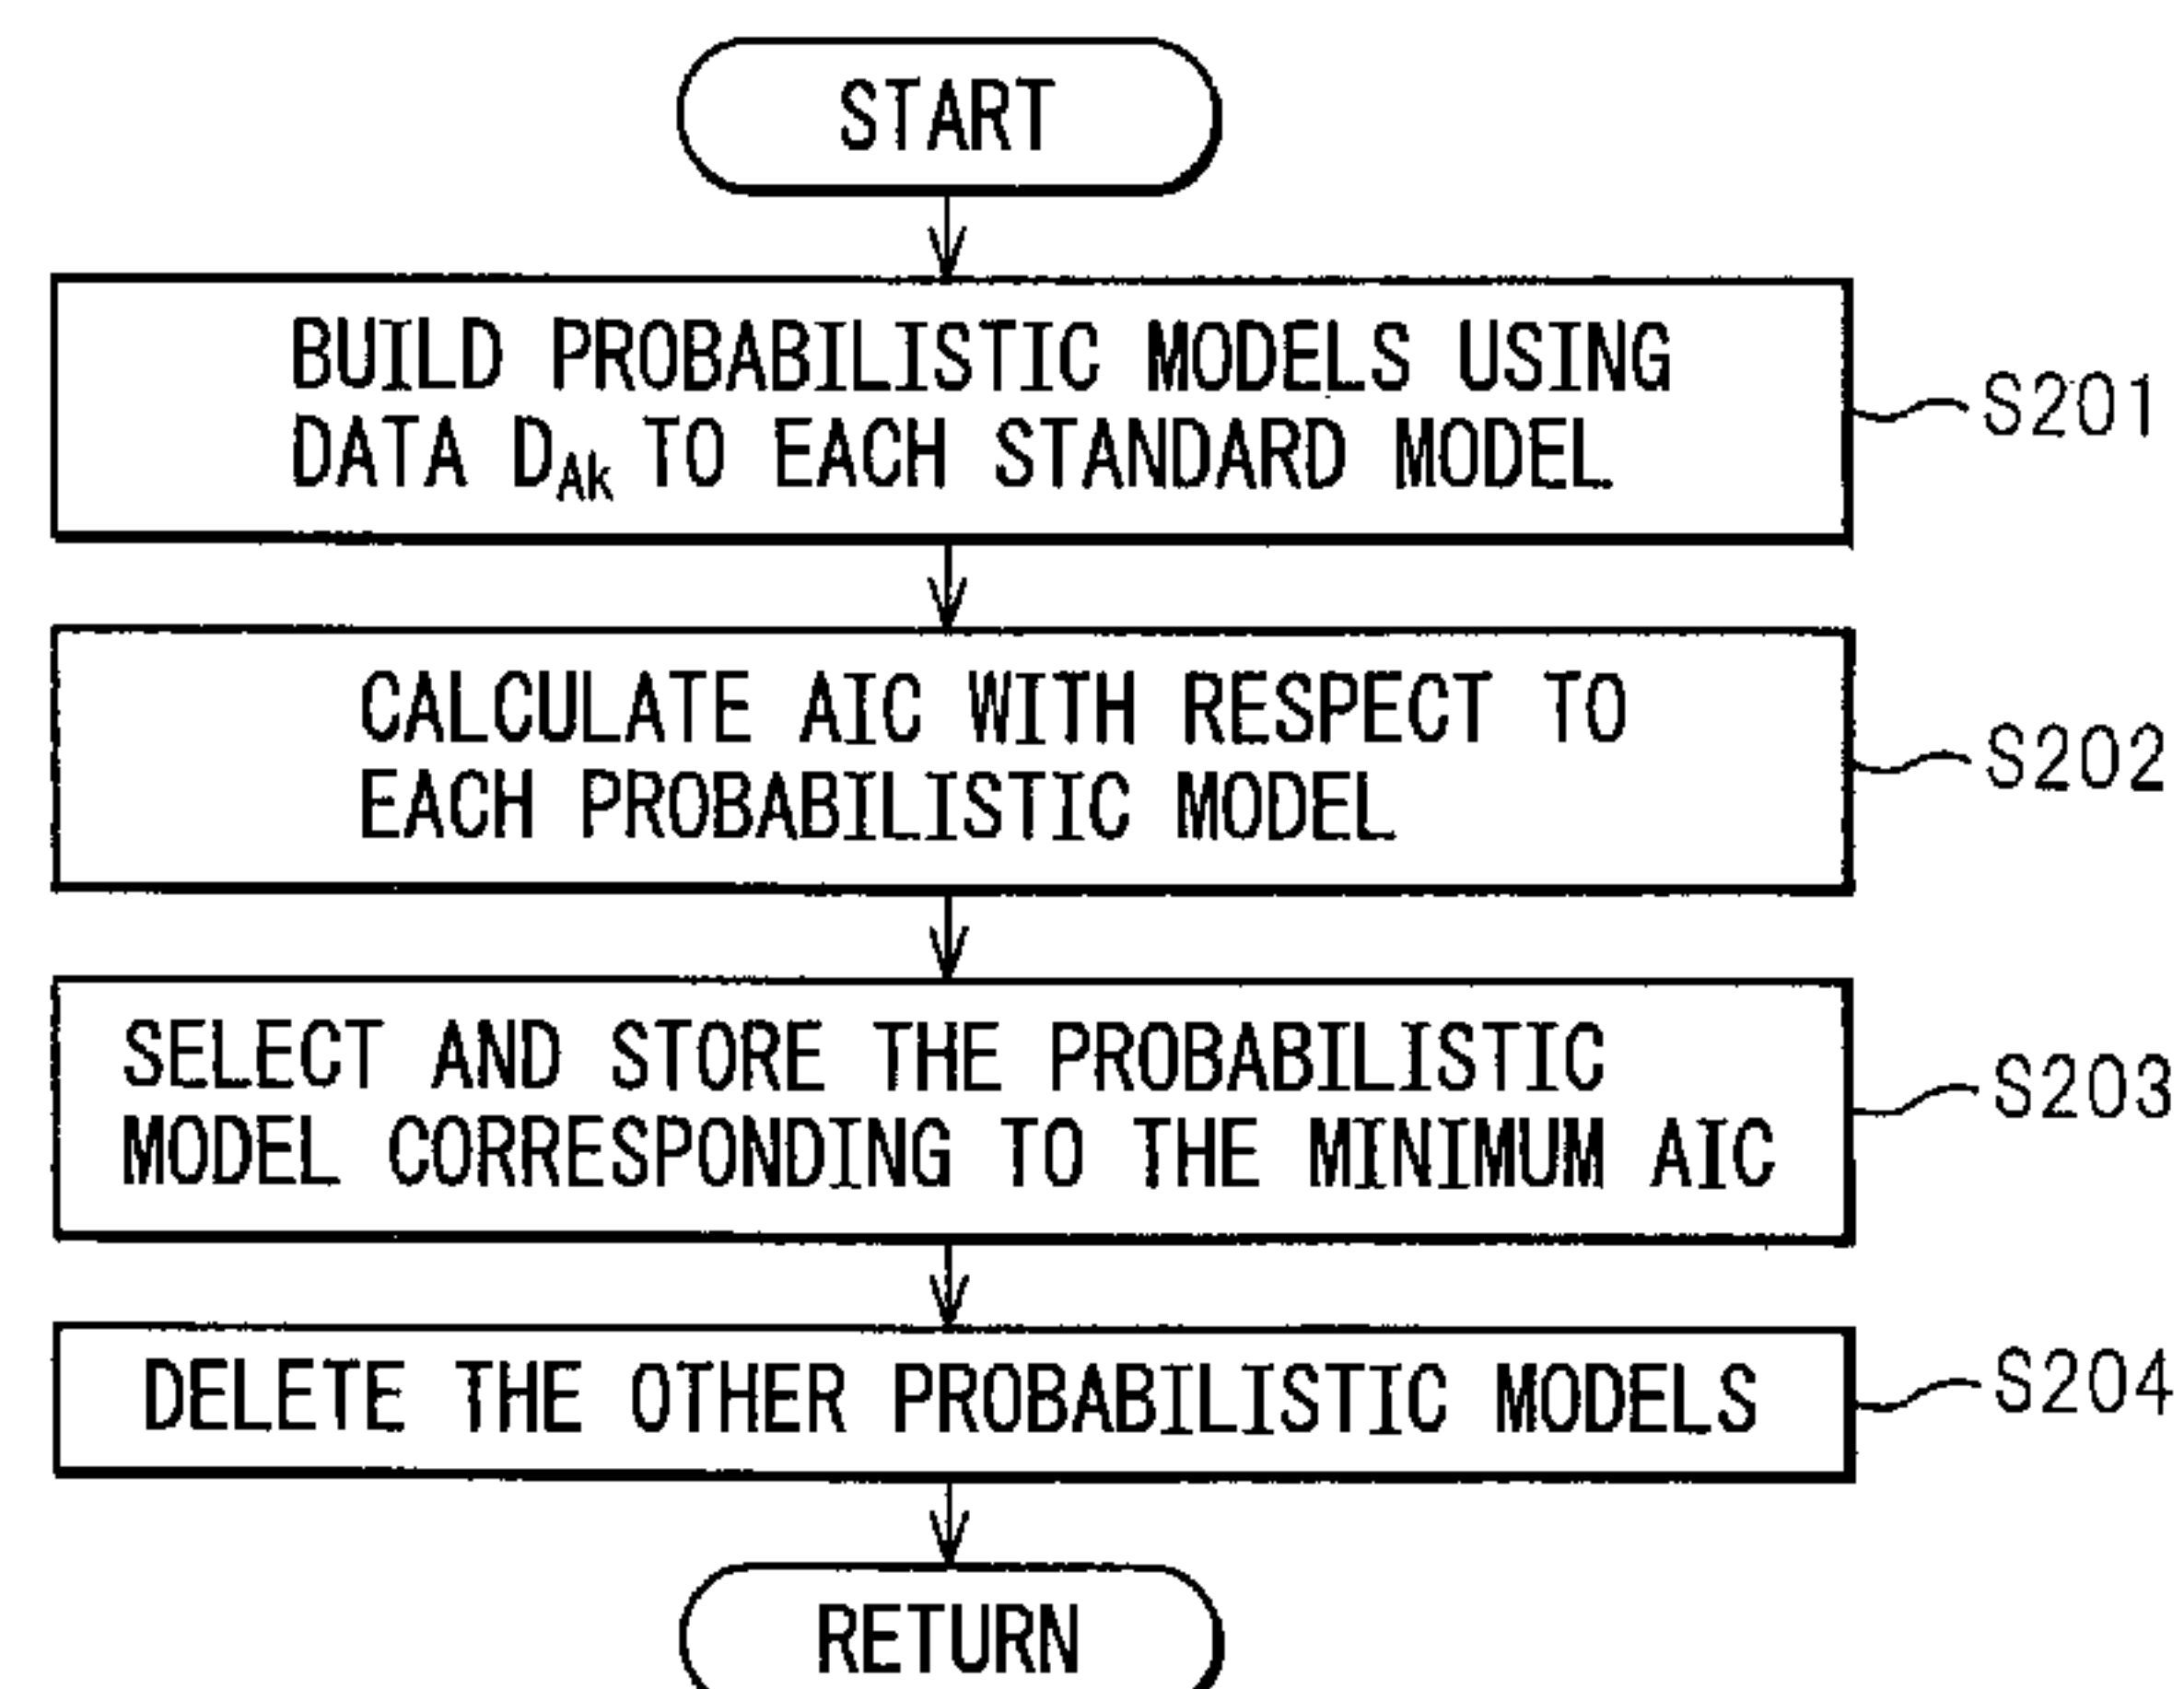 START
BUILD PROBABILISTIC MODELS USING
DATA D_Ak TO EACH STANDARD MODEL
S201
CALCULATE AIC WITH RESPECT TO
EACH PROBABILISTIC MODEL
S202
SELECT AND STORE THE PROBABILISTIC
MODEL CORRESPONDING TO THE MINIMUM AIC
S203
DELETE THE OTHER PROBABILISTIC MODELS
S204
RETURN